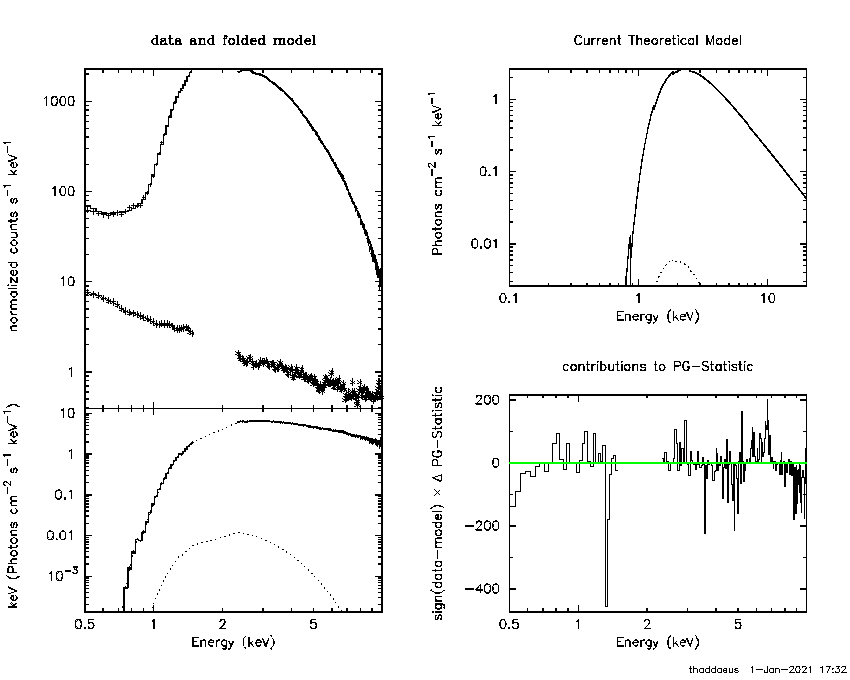 data and folded model
normalized counts s⁻¹ keV⁻¹
1000
100
10
1
keV (Photons cm⁻² s⁻¹ keV⁻¹)
10
1
0.1
0.01
10⁻³
0.5 1 2 5
Energy (keV)
Current Theoretical Model
Photons cm⁻² s⁻¹ keV⁻¹
1
0.1
0.01
0.1 1 10
Energy (keV)
contributions to PG−Statistic
sign(data−model) × Δ PG−Statistic
200
0
−200
−400
0.5 1 2 5
Energy (keV)
thaddaeus 1−Jan−2021 17:32